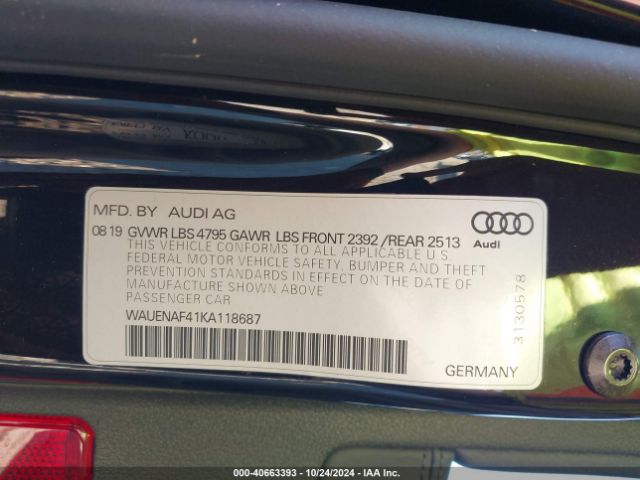 MFD. BY AUDI AG
08 19 GVWR LBS 4795 GAWR LBS FRONT 2392 /REAR 2513
THIS VEHICLE CONFORMS TO ALL APPLICABLE U S
FEDERAL MOTOR VEHICLE SAFETY, BUMPER AND THEFT
PREVENTION STANDARDS IN EFFECT ON THE DATE OF
MANUFACTURE SHOWN ABOVE
PASSENGER CAR
WAUENAF41KA118687
Audi
3130578
GERMANY
000-40663393 - 10/24/2024 - IAA Inc.